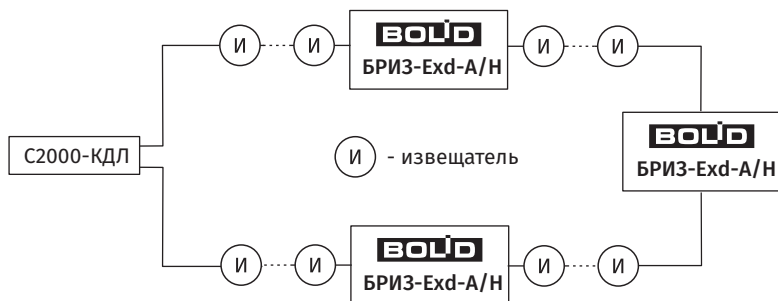 И И BOLID И И
БРИЗ-Exd-А/Н
BOLID
С2000-КДЛ
И - извещатель
БРИЗ-Exd-А/Н
BOLID
И И И И
БРИЗ-Exd-А/Н